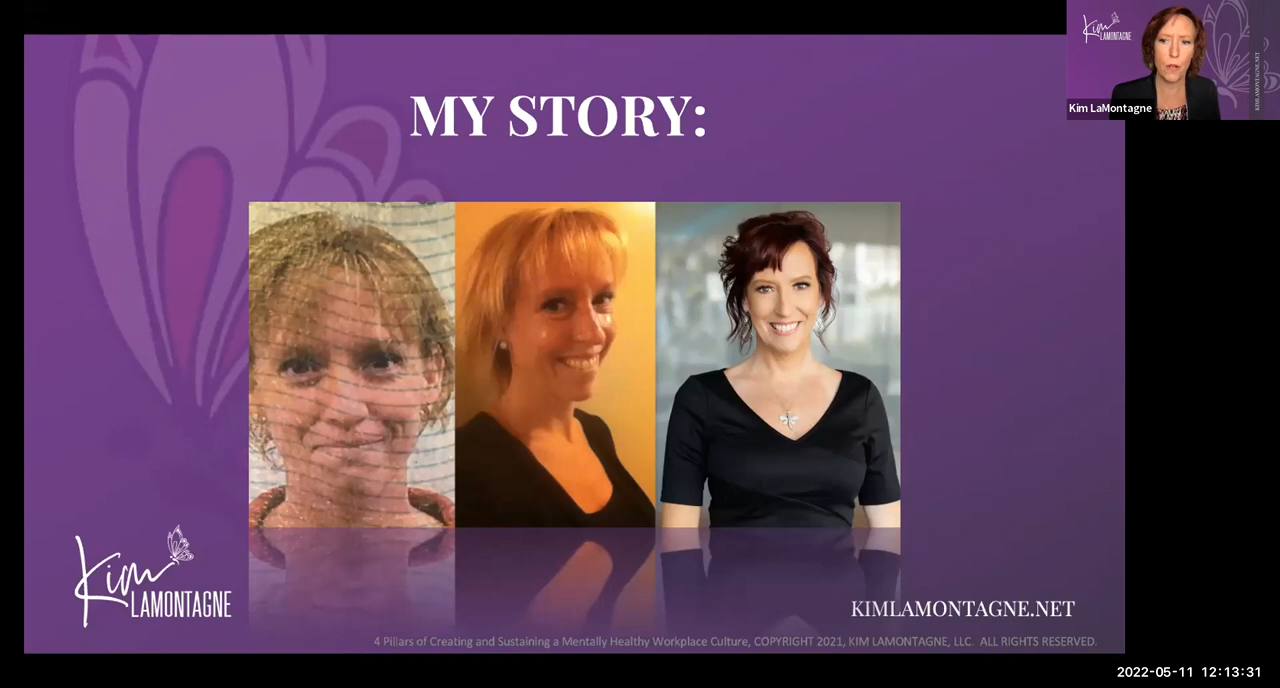 MY STORY:
Kim
LAMONTAGNE
KIMLAMONTAGNE.NET
4 Pillars of Creating and Sustaining a Mentally Healthy Workplace Culture, COPYRIGHT 2021, KIM LAMONTAGNE, LLC. ALL RIGHTS RESERVED.
Kim
LAMONTAGNE
KIMLAMONTAGNE.NET
Kim LaMontagne
2022-05-11 12:13:31